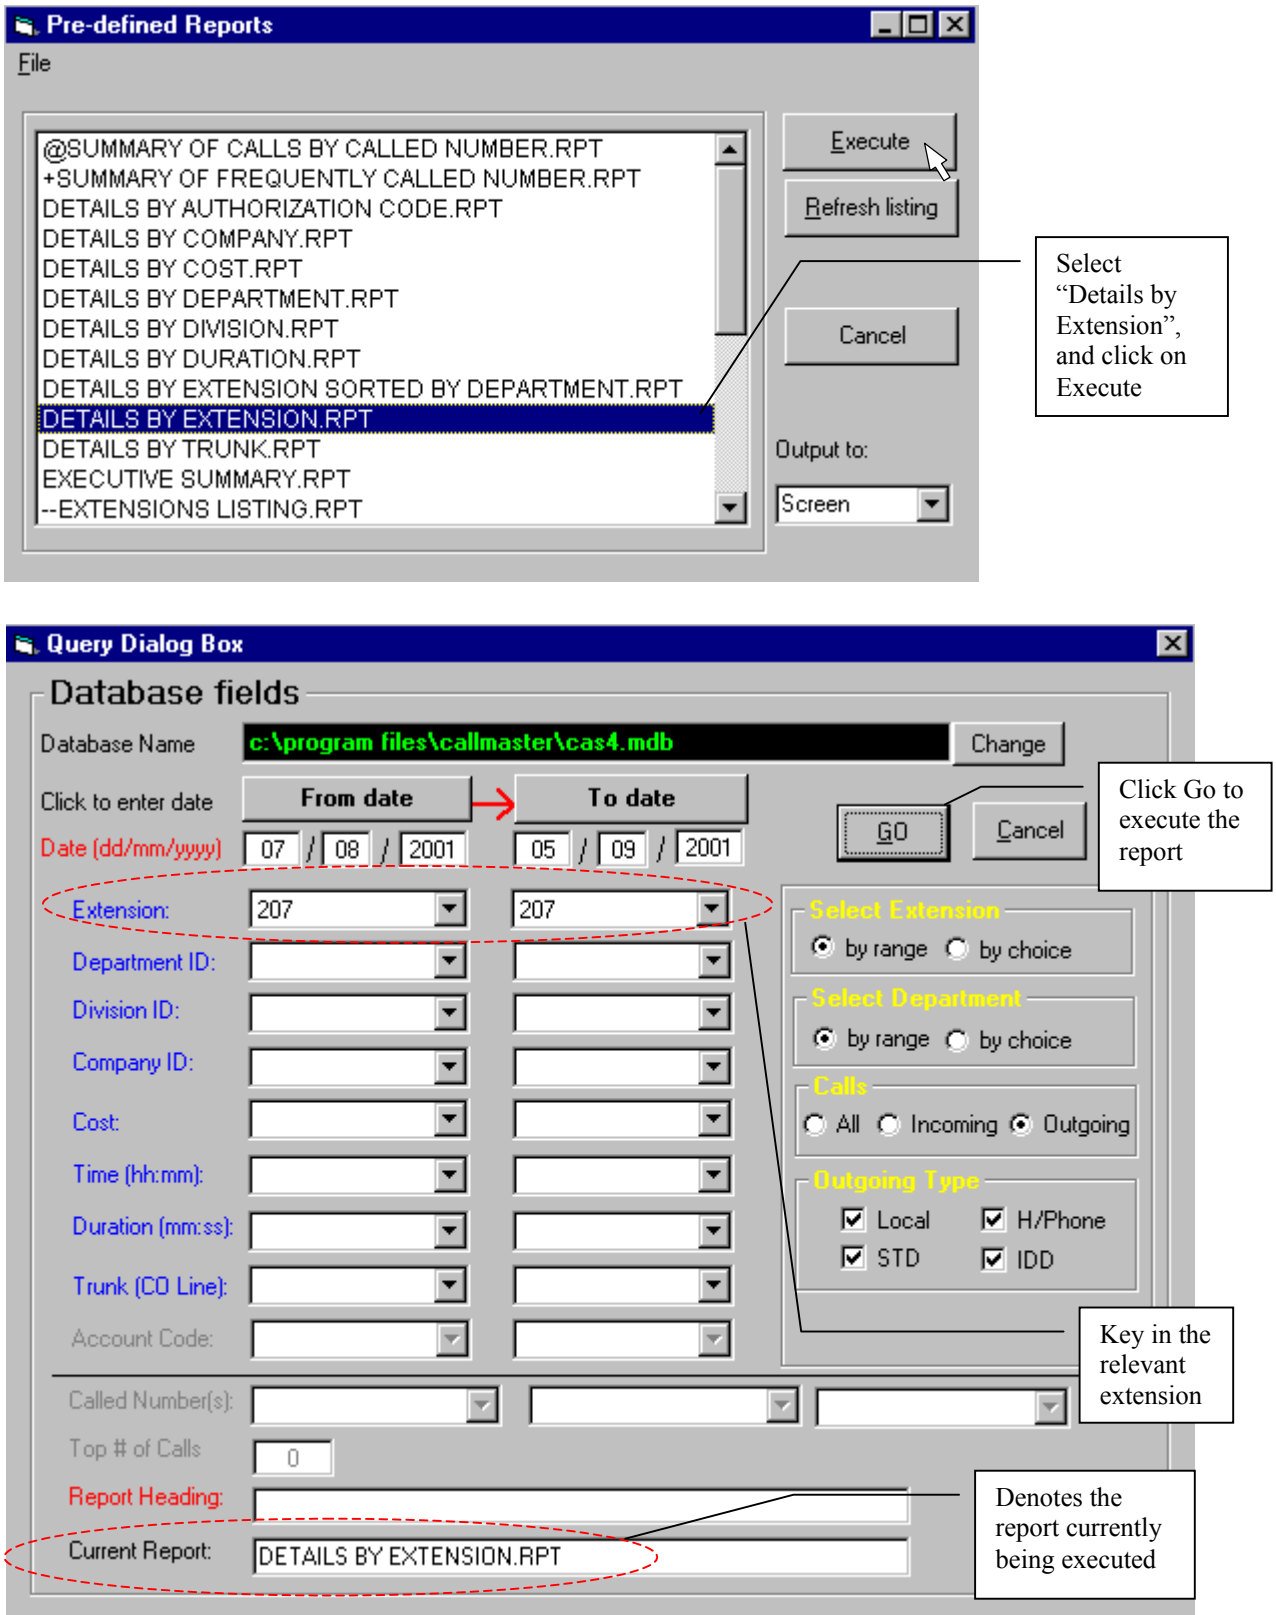 Pre-defined Reports
File
@SUMMARY OF CALLS BY CALLED NUMBER.RPT
+SUMMARY OF FREQUENTLY CALLED NUMBER.RPT
DETAILS BY AUTHORIZATION CODE.RPT
DETAILS BY COMPANY.RPT
DETAILS BY COST.RPT
DETAILS BY DEPARTMENT.RPT
DETAILS BY DIVISION.RPT
DETAILS BY DURATION.RPT
DETAILS BY EXTENSION SORTED BY DEPARTMENT.RPT
DETAILS BY EXTENSION.RPT
DETAILS BY TRUNK.RPT
EXECUTIVE SUMMARY.RPT
--EXTENSIONS LISTING.RPT
Execute
Refresh listing
Cancel
Output to:
Screen
Select
“Details by
Extension”,
and click on
Execute
Query Dialog Box
Database fields
Database Name c:\program files\callmaster\cas4.mdb Change
Click to enter date From date To date
Date (dd/mm/yyyy) 07 / 08 / 2001 05 / 09 / 2001
GO Cancel
Click Go to
execute the
report
Extension: 207 207
Department ID:
Division ID:
Company ID:
Cost:
Time (hh:mm):
Duration (mm:ss):
Trunk (CO Line):
Account Code:
Select Extension
by range by choice
Select Department
by range by choice
Calls
All Incoming Outgoing
Outgoing Type
Local H/Phone
STD IDD
Key in the
relevant
extension
Called Number(s):
Top # of Calls 0
Report Heading:
Current Report: DETAILS BY EXTENSION.RPT
Denotes the
report currently
being executed